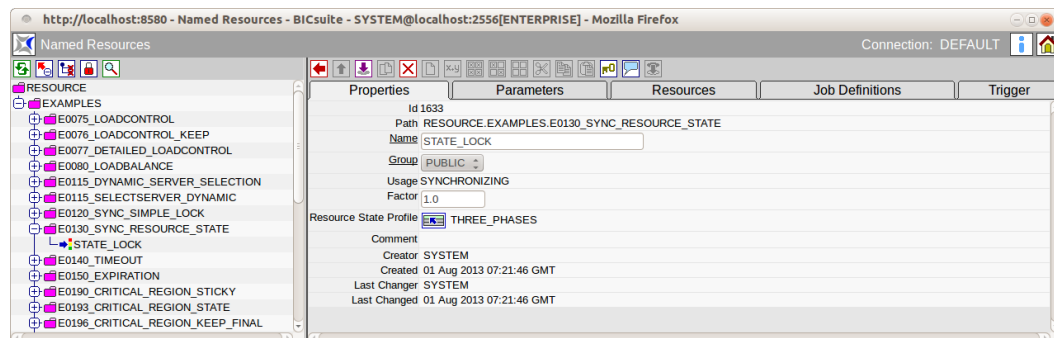 http://localhost:8580 - Named Resources - BICsuite - SYSTEM@localhost:2556[ENTERPRISE] - Mozilla Firefox
Named Resources
Connection: DEFAULT
RESOURCE
EXAMPLES
E0075_LOADCONTROL
E0076_LOADCONTROL_KEEP
E0077_DETAILED_LOADCONTROL
E0080_LOADBALANCE
E0115_DYNAMIC_SERVER_SELECTION
E0115_SELECTSERVER_DYNAMIC
E0120_SYNC_SIMPLE_LOCK
E0130_SYNC_RESOURCE_STATE
STATE_LOCK
E0140_TIMEOUT
E0150_EXPIRATION
E0190_CRITICAL_REGION_STICKY
E0193_CRITICAL_REGION_STATE
E0196_CRITICAL_REGION_KEEP_FINAL
x,y
Properties Parameters Resources Job Definitions Trigger
Id 1633
Path RESOURCE.EXAMPLES.E0130_SYNC_RESOURCE_STATE
Name STATE_LOCK
Group PUBLIC
Usage SYNCHRONIZING
Factor 1.0
Resource State Profile THREE_PHASES
Comment
Creator SYSTEM
Created 01 Aug 2013 07:21:46 GMT
Last Changer SYSTEM
Last Changed 01 Aug 2013 07:21:46 GMT